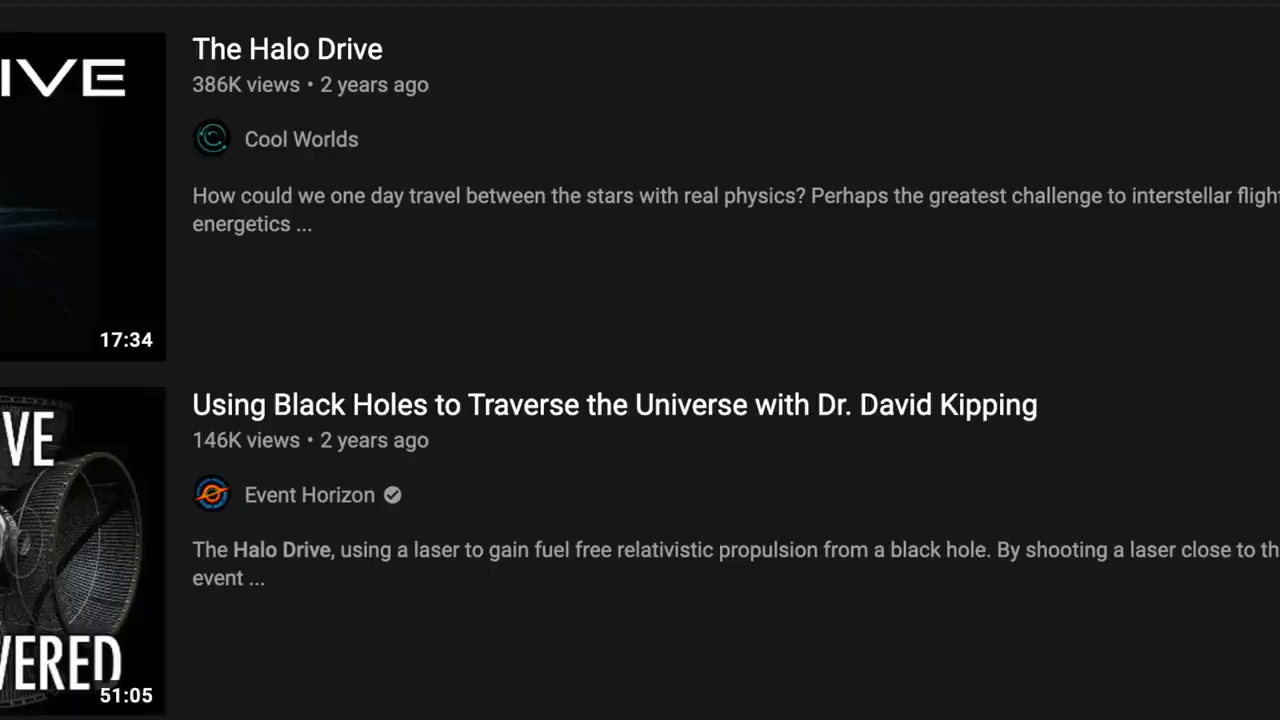 IVE
The Halo Drive
386K views • 2 years ago
Cool Worlds
How could we one day travel between the stars with real physics? Perhaps the greatest challenge to interstellar flight
energetics ...
17:34
VE
VERED
51:05
Using Black Holes to Traverse the Universe with Dr. David Kipping
146K views • 2 years ago
Event Horizon
The Halo Drive, using a laser to gain fuel free relativistic propulsion from a black hole. By shooting a laser close to th
event ...